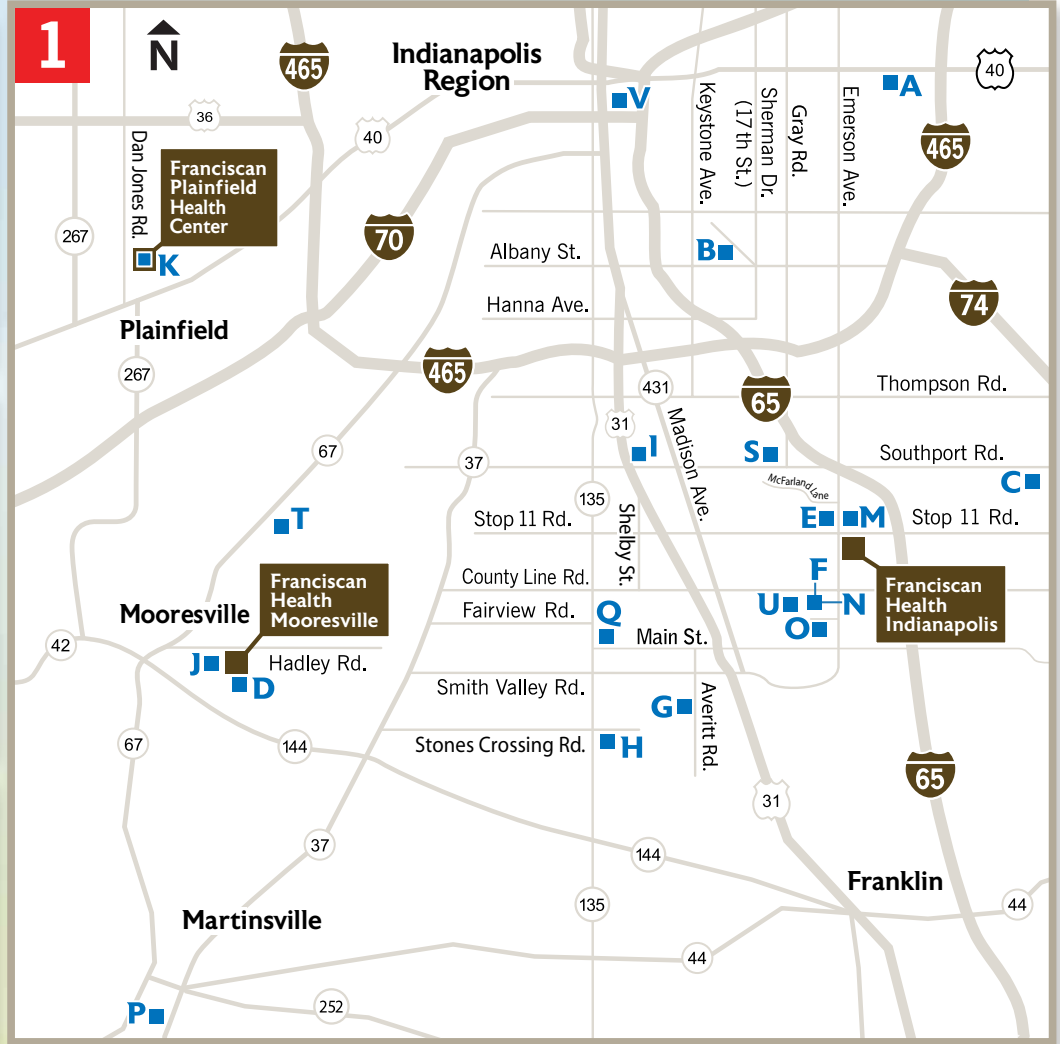 1
N
465
Indianapolis
Region
40
V
A
Keystone Ave.
Sherman Dr.
(17 th St.)
Gray Rd.
Emerson Ave.
36
40
465
Dan Jones Rd.
Franciscan
Plainfield
Health
Center
267
70
K
Albany St.
B
Hanna Ave.
74
Plainfield
267
465
431
65
Thompson Rd.
31
Madison Ave.
67
37
I
S
Southport Rd.
C
McFarland Lane
135
Shelby St.
T
Stop 11 Rd.
E
M
Stop 11 Rd.
Franciscan
Health
Mooresville
County Line Rd.
F
Franciscan
Health
Indianapolis
Mooresville
Fairview Rd.
Q
U
N
O
Main St.
42
J
Hadley Rd.
D
Smith Valley Rd.
G
Averitt Rd.
67
144
Stones Crossing Rd.
H
65
31
37
144
Franklin
135
44
Martinsville
44
P
252